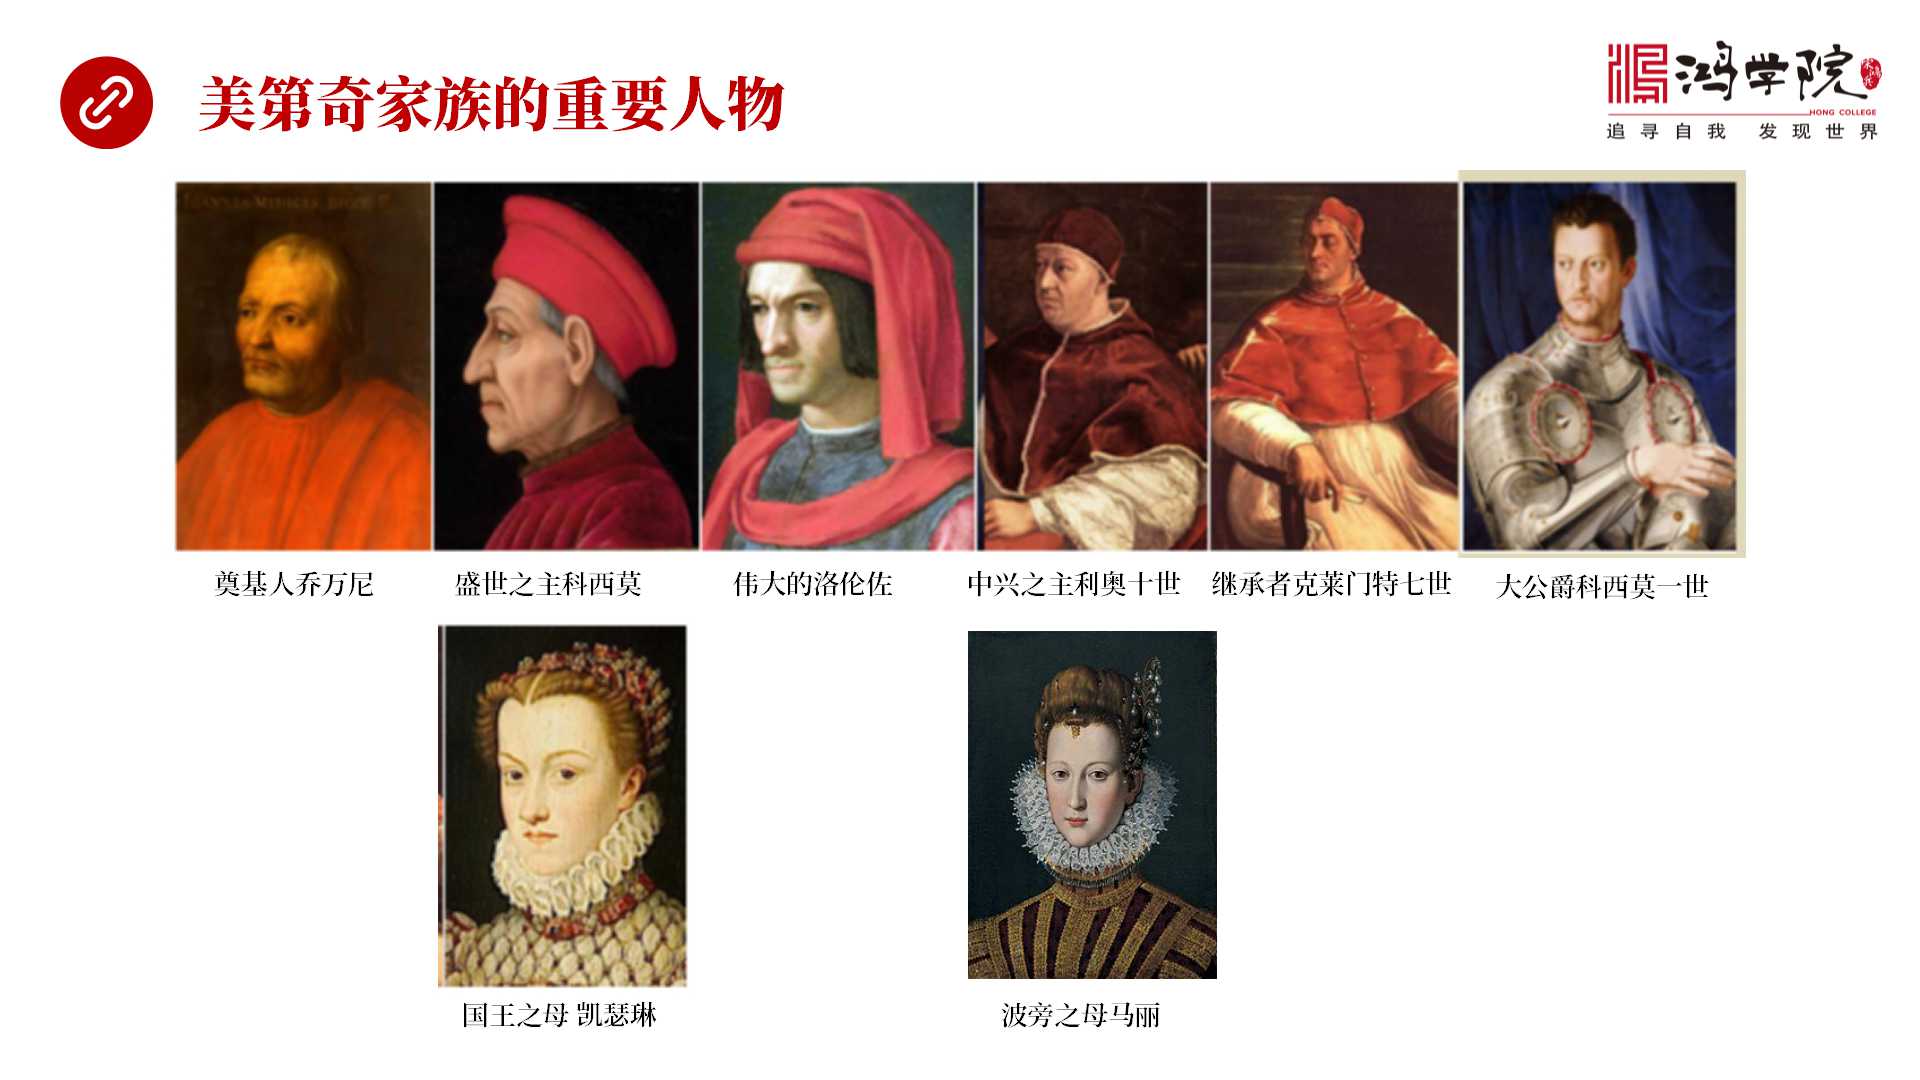 美第奇家族的重要人物
鸿学院
HONG COLLEGE
追寻自我 发现世界
奠基人乔万尼
盛世之主科西莫
伟大的洛伦佐
中兴之主利奥十世
继承者克莱门特七世
大公爵科西莫一世
国王之母 凯瑟琳
波旁之母马丽